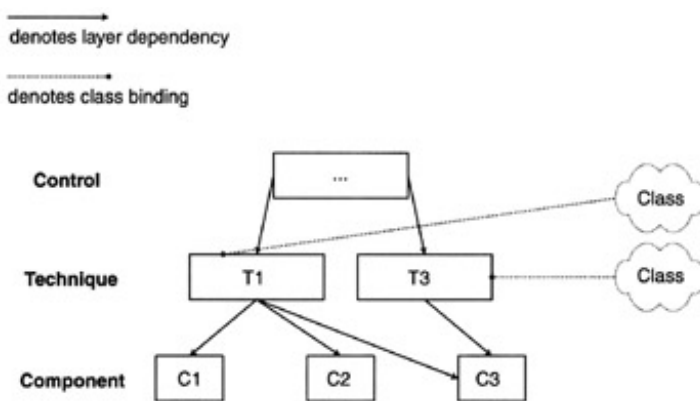 denotes layer dependency
denotes class binding
Control
...
Class
Technique
T1
T3
Class
Component
C1
C2
C3